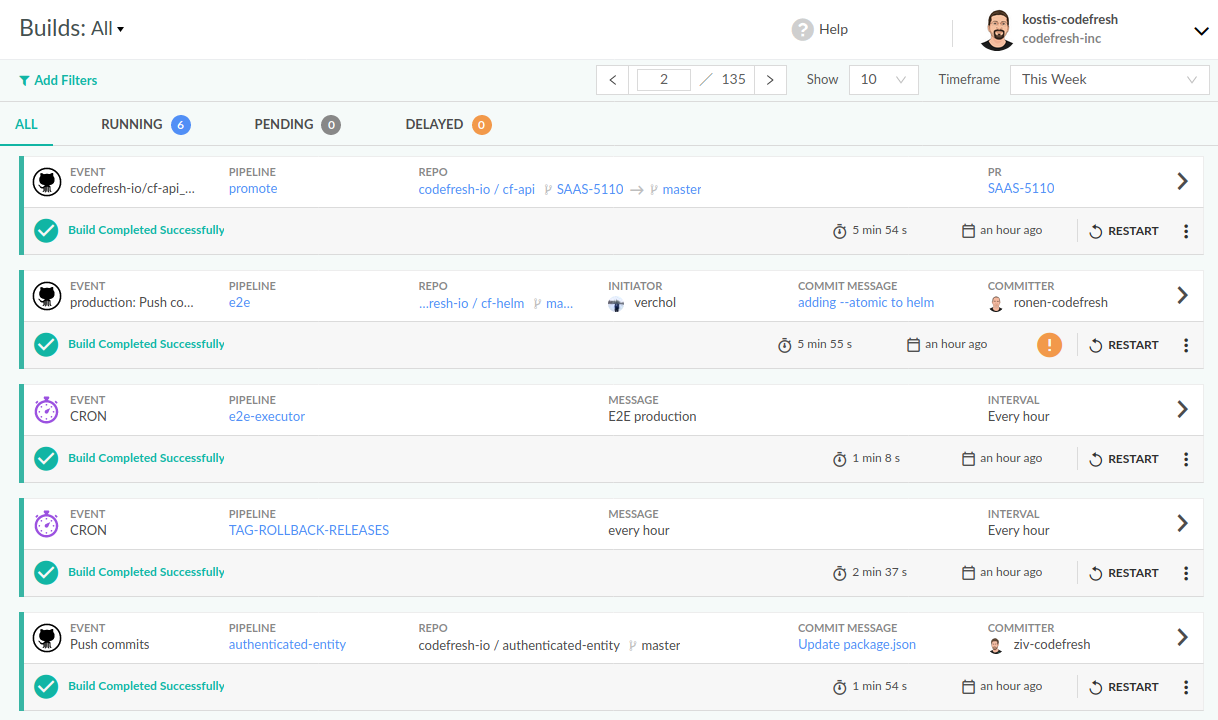 Builds: All
? Help
kostis-codefresh
codefresh-inc
Add Filters
< 2 / 135 > Show 10 Timeframe This Week
ALL RUNNING 6 PENDING 0 DELAYED 0
EVENT PIPELINE REPO PR
codefresh-io/cf-api_... promote codefresh-io / cf-api SAAS-5110 → master SAAS-5110
Build Completed Successfully 5 min 54 s an hour ago RESTART
EVENT PIPELINE REPO INITIATOR COMMIT MESSAGE COMMITTER
production: Push co... e2e ...resh-io / cf-helm ma... verchol adding --atomic to helm ronen-codefresh
Build Completed Successfully 5 min 55 s an hour ago ! RESTART
EVENT PIPELINE MESSAGE INTERVAL
CRON e2e-executor E2E production Every hour
Build Completed Successfully 1 min 8 s an hour ago RESTART
EVENT PIPELINE MESSAGE INTERVAL
CRON TAG-ROLLBACK-RELEASES every hour Every hour
Build Completed Successfully 2 min 37 s an hour ago RESTART
EVENT PIPELINE REPO COMMIT MESSAGE COMMITTER
Push commits authenticated-entity codefresh-io / authenticated-entity master Update package.json ziv-codefresh
Build Completed Successfully 1 min 54 s an hour ago RESTART